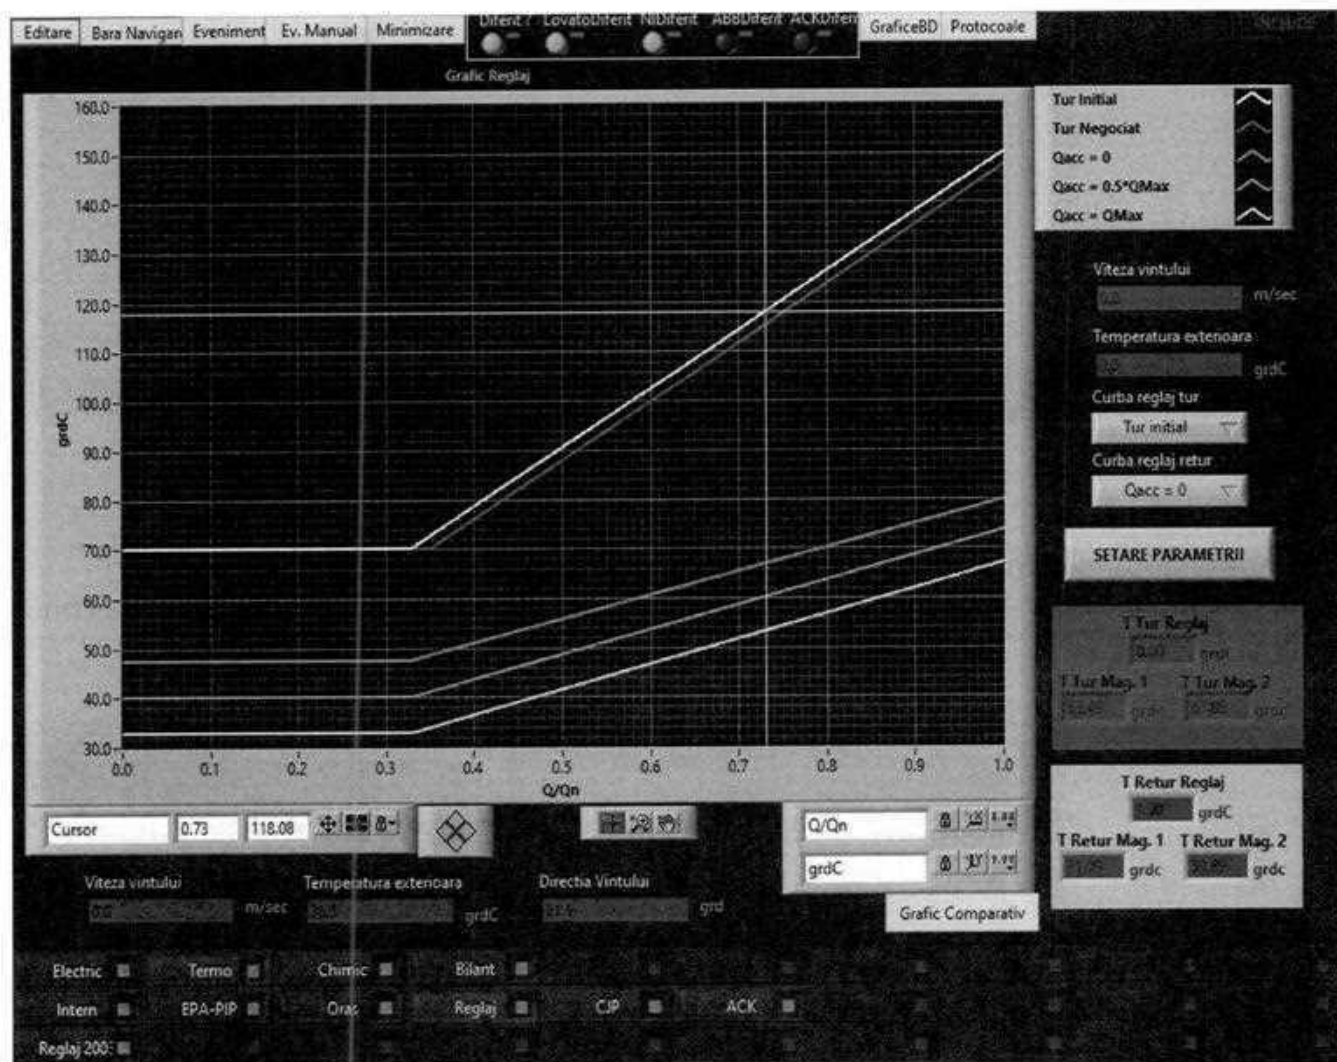 Editare Bara Navigari Eveniment Ev. Manual Minimizare LovatoDiferit NIDiferit ABBDiferit GraficeBD Protocoale
Grafic Reglaj
160.0
150.0
140.0
130.0
120.0
110.0
100.0
90.0
80.0
70.0
60.0
50.0
40.0
30.0
grdC
0.0 0.1 0.2 0.3 0.4 0.5 0.6 0.7 0.8 0.9 1.0
Q/Qn
Tur Initial
Tur Negociat
Qacc = 0
Qacc = 0.5*QMax
Qacc = QMax
Viteza vintului
m/sec
Temperatura exterioara
grdC
Curba reglaj tur
Tur initial
Curba reglaj retur
Qacc = 0
SETARE PARAMETRII
T Tur Reglaj
0.00
T Tur Mag. 1 T Tur Mag. 2
grdc grdc
T Retur Reglaj
grdC
T Retur Mag. 1 T Retur Mag. 2
grdc grdc
Cursor 0.73 118.08
Q/Qn
grdC
Viteza vintului Temperatura exterioara Directia Vintului
m/sec grdC grd
Grafic Comparativ
Electric Termo Chimic Bilant
Intern EPA-PIP Oras Reglaj CJP ACK
Reglaj 200